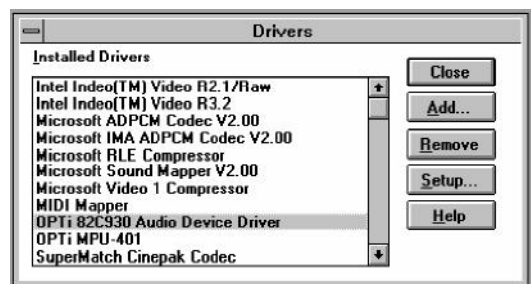 Drivers
Installed Drivers
Intel Indeo(TM) Video R2.1/Raw
Intel Indeo(TM) Video R3.2
Microsoft ADPCM Codec V2.00
Microsoft IMA ADPCM Codec V2.00
Microsoft RLE Compressor
Microsoft Sound Mapper V2.00
Microsoft Video 1 Compressor
MIDI Mapper
OPTi 82C930 Audio Device Driver
OPTi MPU-401
SuperMatch Cinepak Codec
Close
Add...
Remove
Setup...
Help